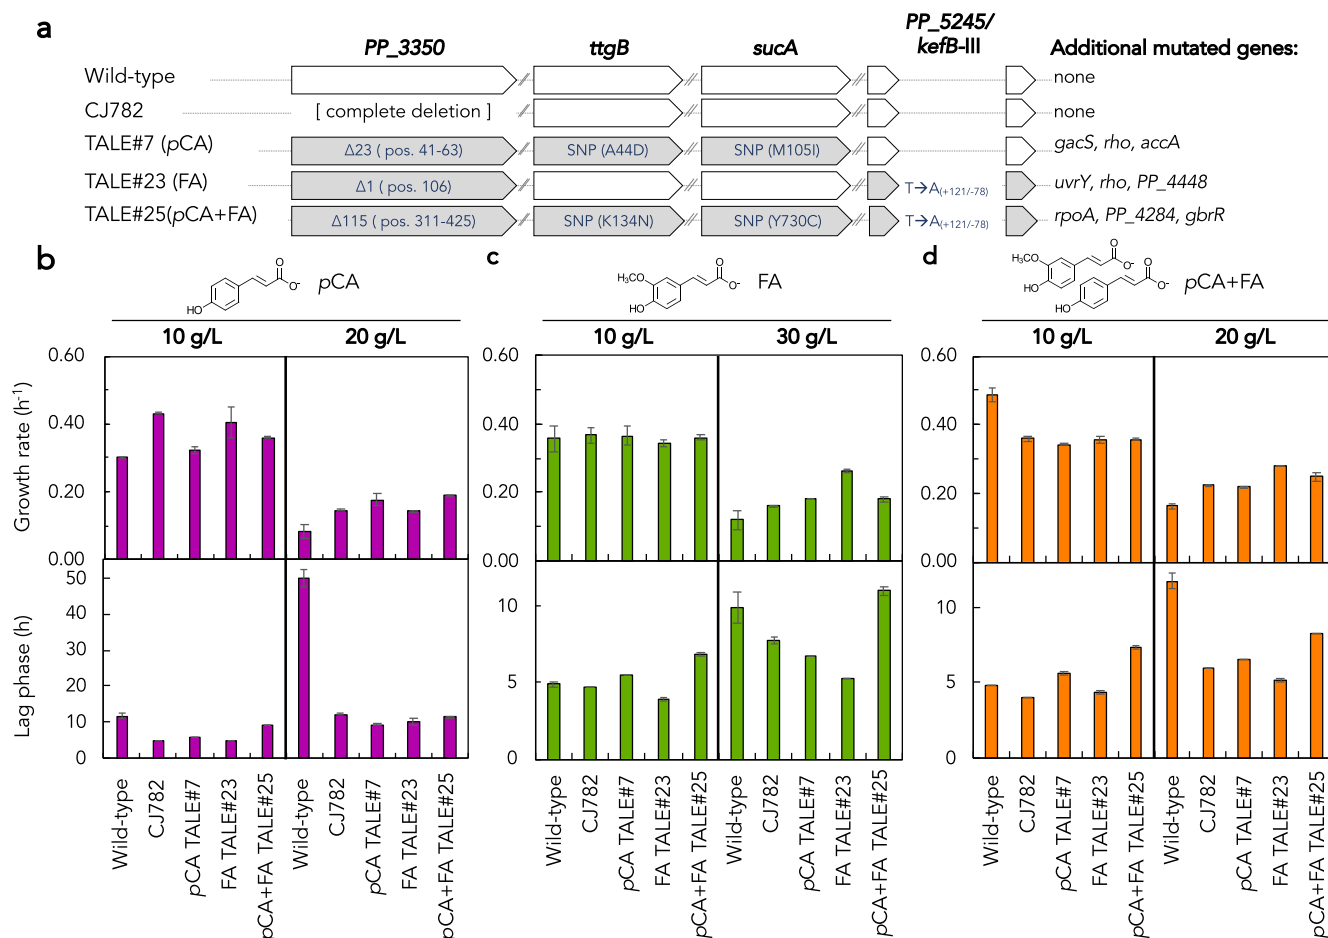 a
PP_3350
ttgB
sucA
PP_5245/
kefB-III
Additional mutated genes:
Wild-type
none
CJ782
[ complete deletion ]
none
TALE#7 (pCA)
Δ23 ( pos. 41-63)
SNP (A44D)
SNP (M105I)
gacS, rho, accA
TALE#23 (FA)
Δ1 ( pos. 106)
T→A(+121/-78)
uvrY, rho, PP_4448
TALE#25(pCA+FA)
Δ115 (pos. 311-425)
SNP (K134N)
SNP (Y730C)
T→A(+121/-78)
rpoA, PP_4284, gbrR
b
HO
O
O-
pCA
10 g/L
20 g/L
Growth rate (h-1)
0.60
0.40
0.20
0.00
Lag phase (h)
50
40
30
20
10
0
Wild-type
CJ782
pCA TALE#7
FA TALE#23
pCA+FA TALE#25
Wild-type
CJ782
pCA TALE#7
FA TALE#23
pCA+FA TALE#25
c
H3CO
HO
O
O-
FA
10 g/L
30 g/L
0.60
0.40
0.20
0.00
10
5
0
Wild-type
CJ782
pCA TALE#7
FA TALE#23
pCA+FA TALE#25
Wild-type
CJ782
pCA TALE#7
FA TALE#23
pCA+FA TALE#25
d
H3CO
HO
O
O-
HO
O
O-
pCA+FA
10 g/L
20 g/L
0.60
0.40
0.20
0.00
10
5
0
Wild-type
CJ782
pCA TALE#7
FA TALE#23
pCA+FA TALE#25
Wild-type
CJ782
pCA TALE#7
FA TALE#23
pCA+FA TALE#25